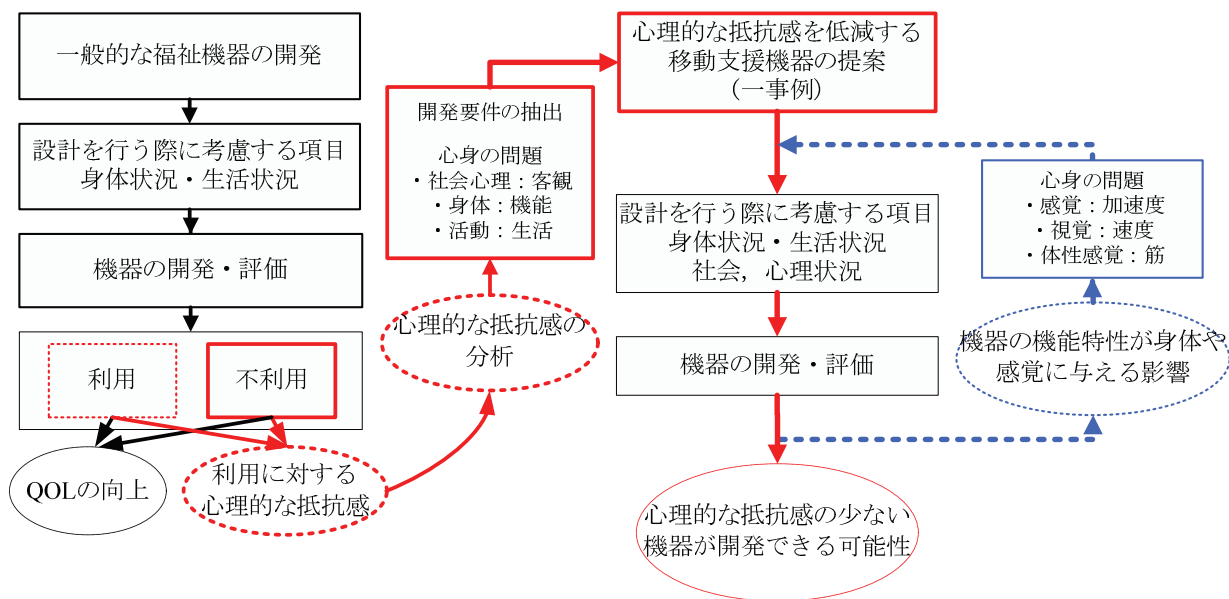 一般的な福祉機器の開発
設計を行う際に考慮する項目
身体状況・生活状況
機器の開発・評価
利用
不利用
QOLの向上
利用に対する
心理的な抵抗感
心理的な抵抗感の
分析
開発要件の抽出
心身の問題
・社会心理：客観
・身体：機能
・活動：生活
心理的な抵抗感を低減する
移動支援機器の提案
（一事例）
設計を行う際に考慮する項目
身体状況・生活状況
社会，心理状況
機器の開発・評価
心理的な抵抗感の少ない
機器が開発できる可能性
心身の問題
・感覚：加速度
・視覚：速度
・体性感覚：筋
機器の機能特性が身体や
感覚に与える影響